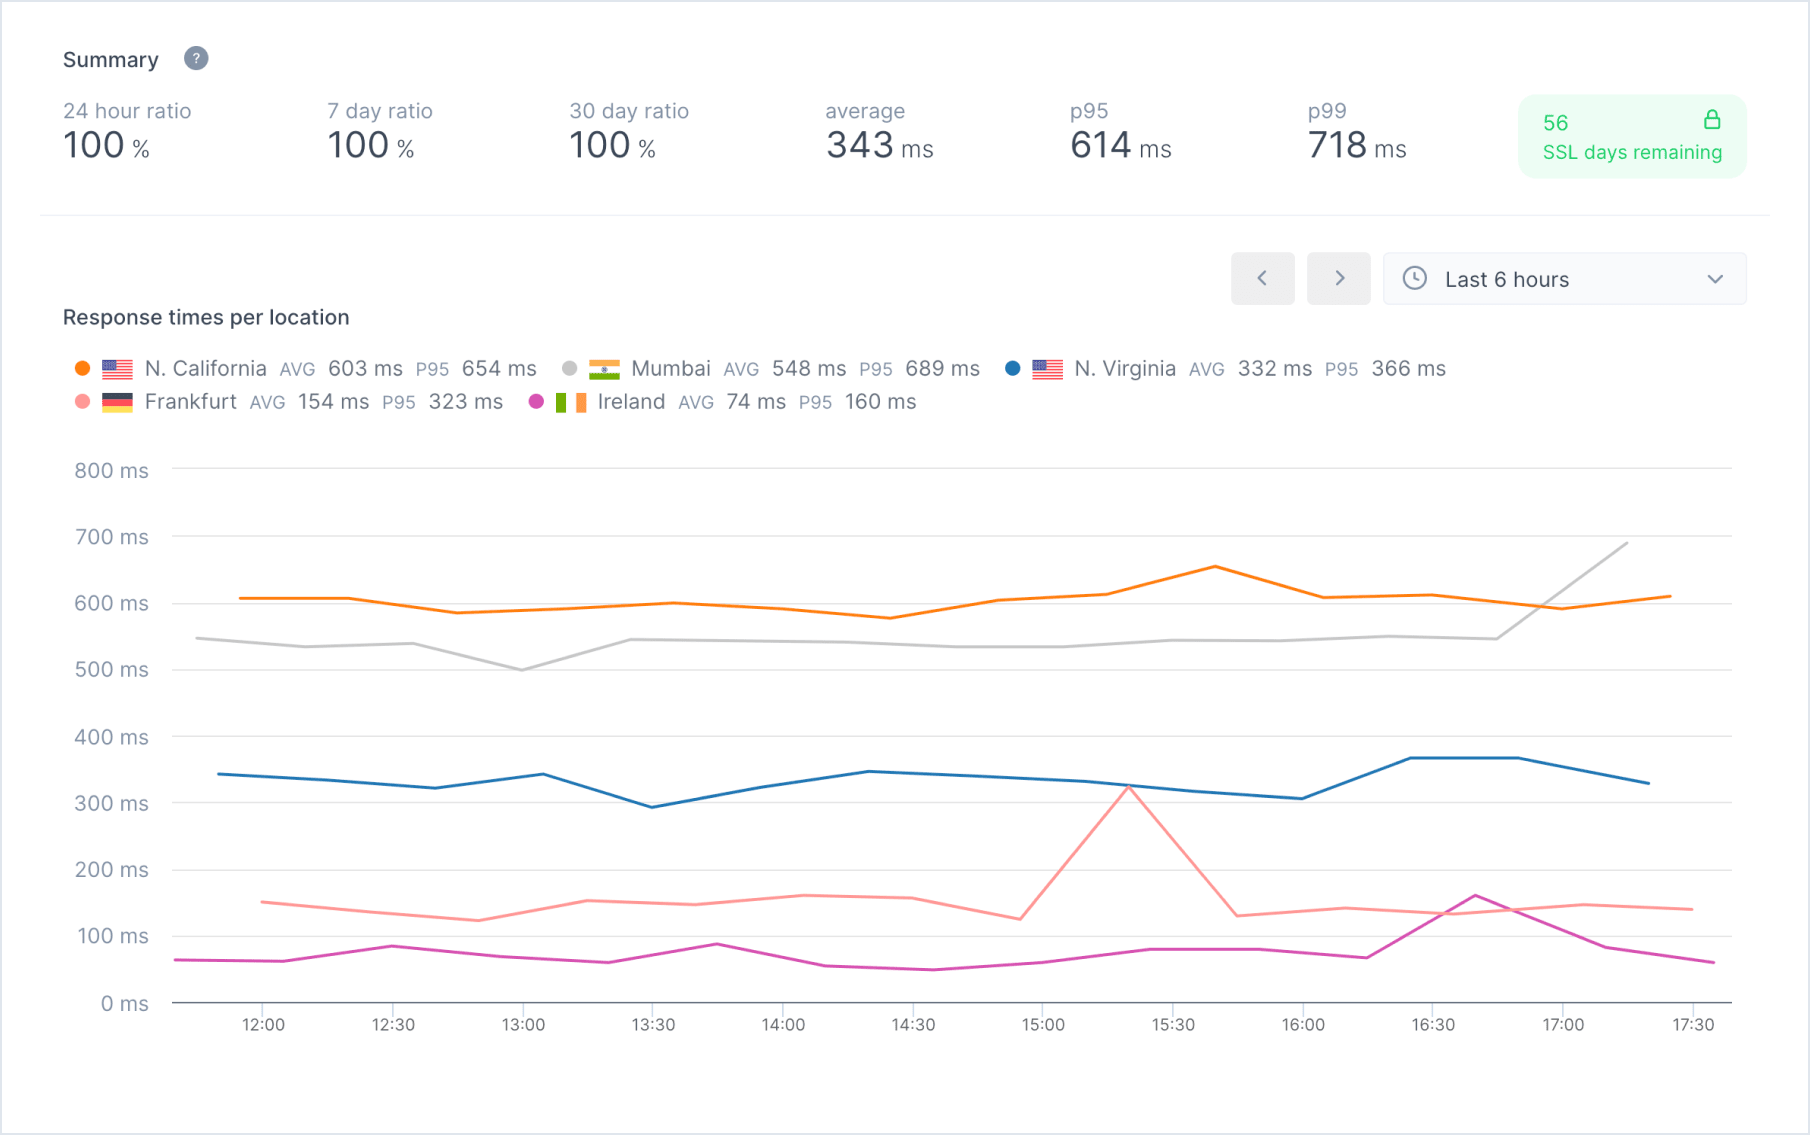 Summary ?
24 hour ratio 7 day ratio 30 day ratio average p95 p99
100 % 100 % 100 % 343 ms 614 ms 718 ms
56
SSL days remaining
Last 6 hours
Response times per location
N. California AVG 603 ms P95 654 ms Mumbai AVG 548 ms P95 689 ms N. Virginia AVG 332 ms P95 366 ms
Frankfurt AVG 154 ms P95 323 ms Ireland AVG 74 ms P95 160 ms
800 ms
700 ms
600 ms
500 ms
400 ms
300 ms
200 ms
100 ms
0 ms
12:00 12:30 13:00 13:30 14:00 14:30 15:00 15:30 16:00 16:30 17:00 17:30